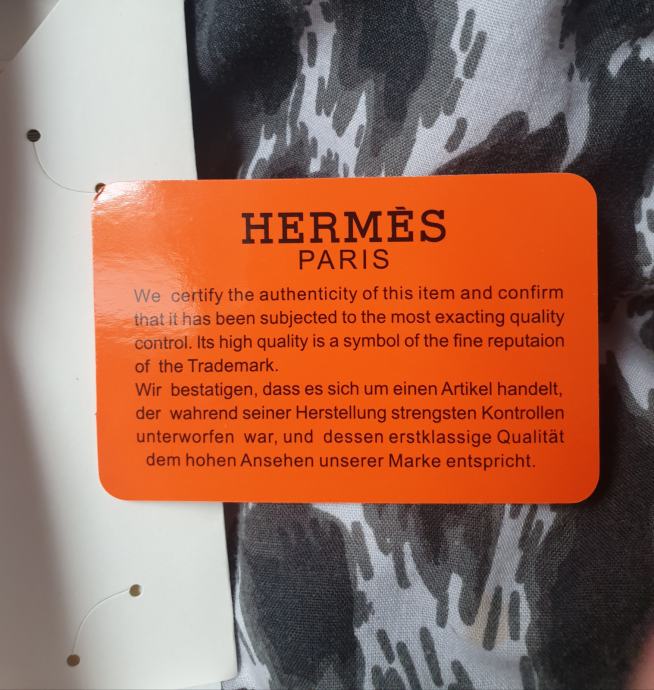 HERMÈS
PARIS
We certify the authenticity of this item and confirm
that it has been subjected to the most exacting quality
control. Its high quality is a symbol of the fine reputaion
of the Trademark.
Wir bestatigen, dass es sich um einen Artikel handelt,
der wahrend seiner Herstellung strengsten Kontrollen
unterworfen war, und dessen erstklassige Qualität
dem hohen Ansehen unserer Marke entspricht.